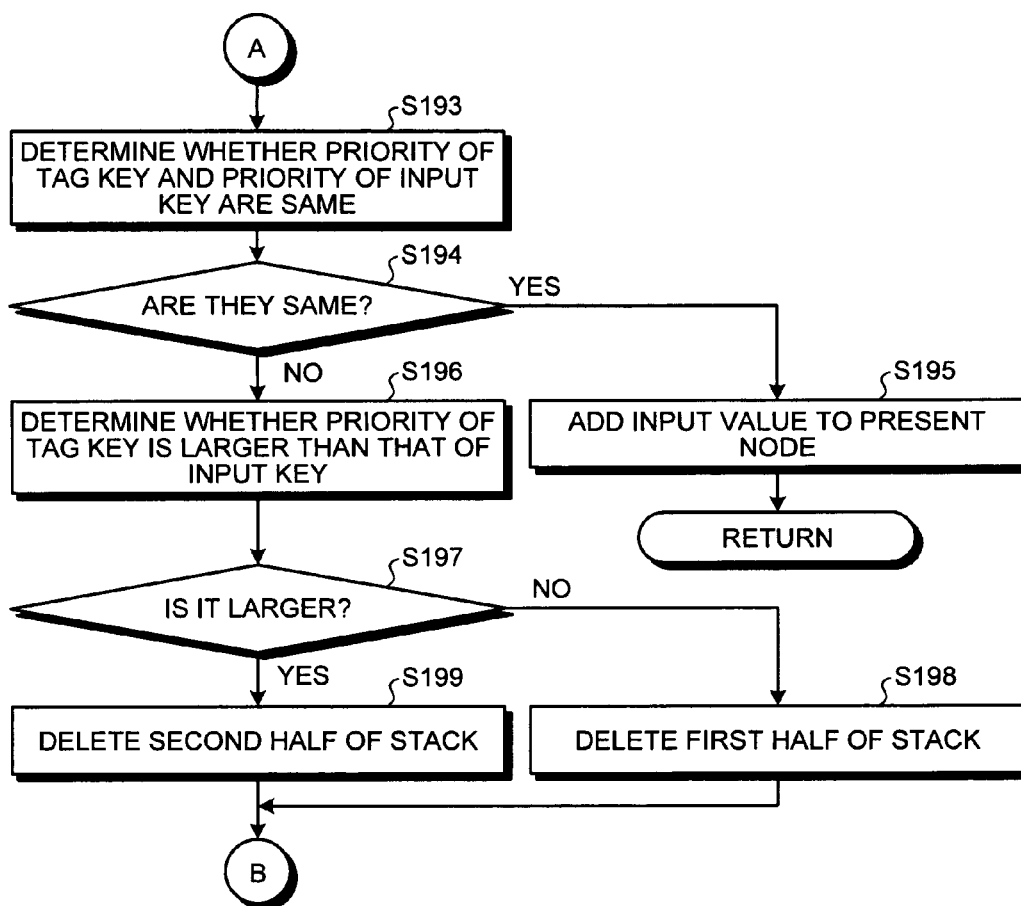 A
S193
DETERMINE WHETHER PRIORITY OF
TAG KEY AND PRIORITY OF INPUT
KEY ARE SAME
S194
ARE THEY SAME?
YES
NO
S196
DETERMINE WHETHER PRIORITY OF
TAG KEY IS LARGER THAN THAT OF
INPUT KEY
S195
ADD INPUT VALUE TO PRESENT
NODE
RETURN
S197
IS IT LARGER?
NO
YES
S199
DELETE SECOND HALF OF STACK
S198
DELETE FIRST HALF OF STACK
B